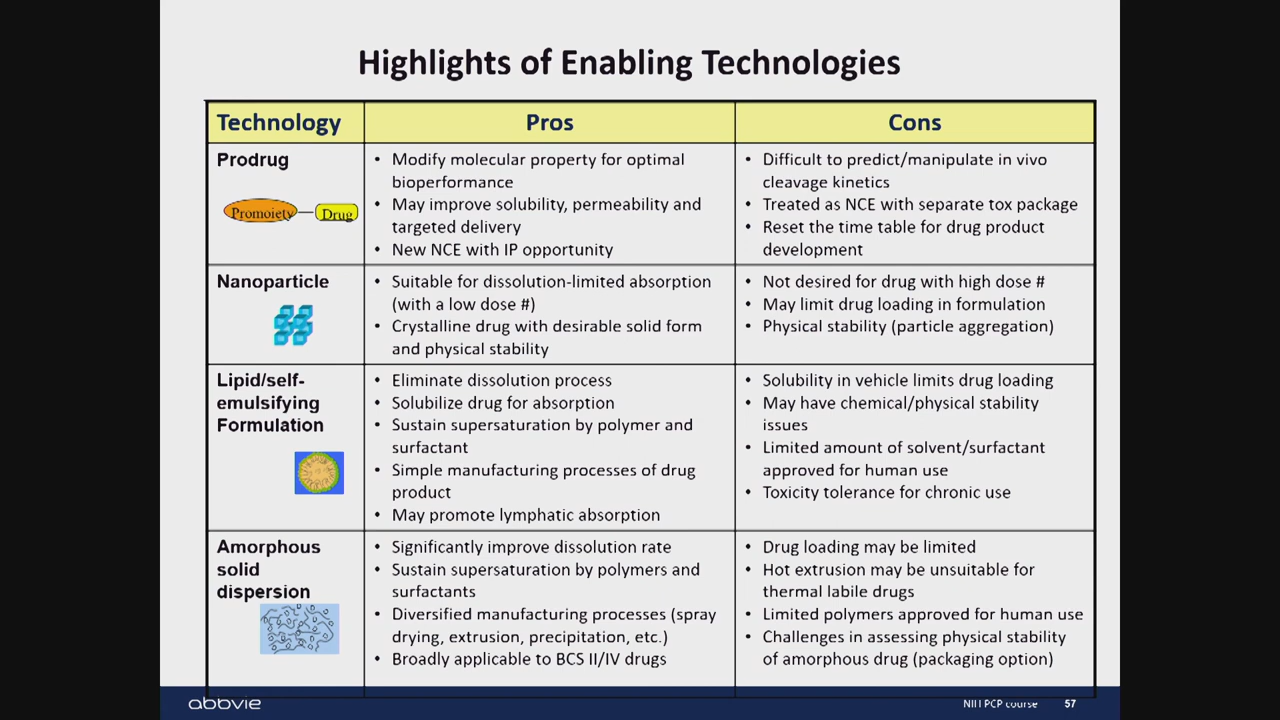 Highlights of Enabling Technologies
Technology
Pros
Cons
Prodrug
Promoiety
Drug
• Modify molecular property for optimal
bioperformance
• May improve solubility, permeability and
targeted delivery
• New NCE with IP opportunity
• Difficult to predict/manipulate in vivo
cleavage kinetics
• Treated as NCE with separate tox package
• Reset the time table for drug product
development
Nanoparticle
• Suitable for dissolution-limited absorption
(with a low dose #)
• Crystalline drug with desirable solid form
and physical stability
• Not desired for drug with high dose #
• May limit drug loading in formulation
• Physical stability (particle aggregation)
Lipid/self-
emulsifying
Formulation
• Eliminate dissolution process
• Solubilize drug for absorption
• Sustain supersaturation by polymer and
surfactant
• Simple manufacturing processes of drug
product
• May promote lymphatic absorption
• Solubility in vehicle limits drug loading
• May have chemical/physical stability
issues
• Limited amount of solvent/surfactant
approved for human use
• Toxicity tolerance for chronic use
Amorphous
solid
dispersion
• Significantly improve dissolution rate
• Sustain supersaturation by polymers and
surfactants
• Diversified manufacturing processes (spray
drying, extrusion, precipitation, etc.)
• Broadly applicable to BCS II/IV drugs
• Drug loading may be limited
• Hot extrusion may be unsuitable for
thermal labile drugs
• Limited polymers approved for human use
• Challenges in assessing physical stability
of amorphous drug (packaging option)
abbvie
PCP course
57